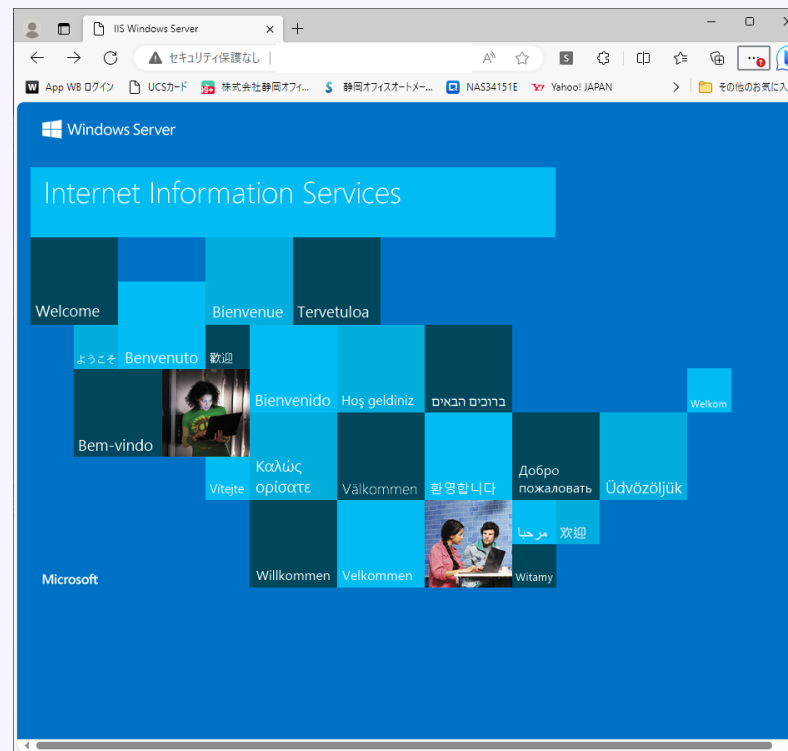 IIS Windows Server
セキュリティ保護なし
App WB ログイン
UCSカード
株式会社静岡オフィ...
静岡オフィスオートメー...
NAS34151E
Yahoo! JAPAN
その他のお気に入
Windows Server
Internet Information Services
Welcome
Bienvenue
Tervetuloa
ようこそ
Benvenuto
歡迎
Bienvenido
Hoş geldiniz
ברוכים הבאים
Welkom
Bem-vindo
Vítejte
Καλώς
ορίσατε
Välkommen
환영합니다
Добро
пожаловать
Üdvözöljük
مرحبا
欢迎
Microsoft
Willkommen
Velkommen
Witamy